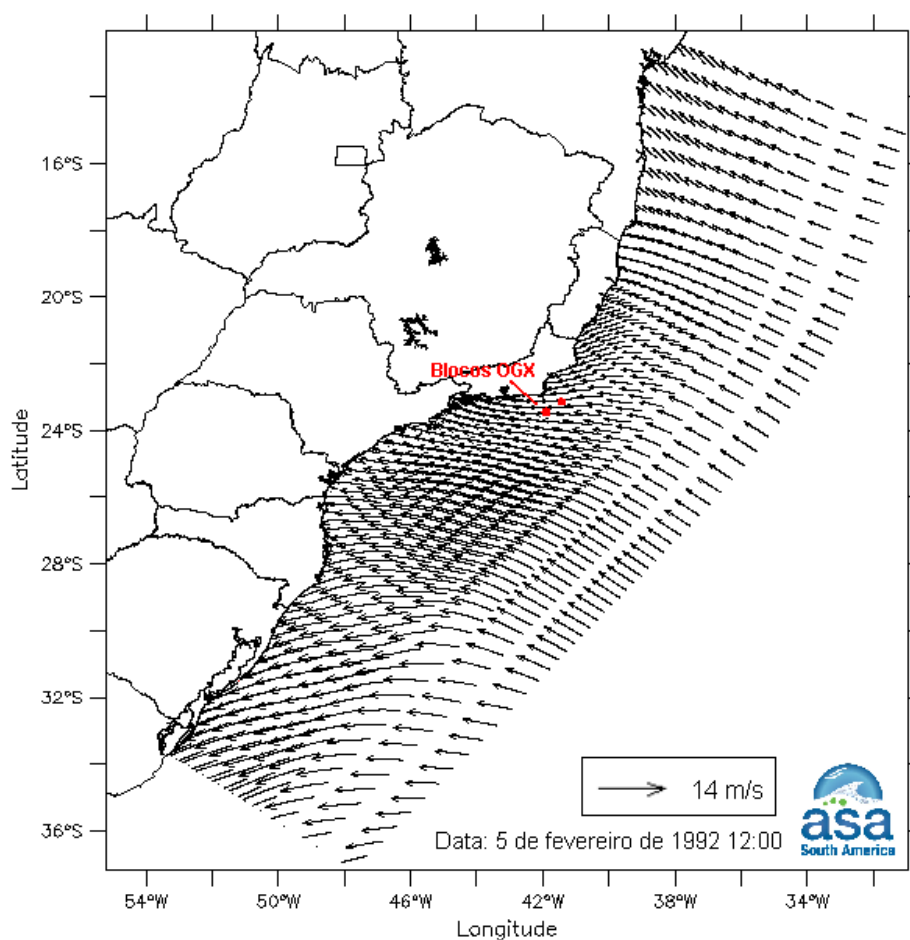 16°S
20°S
Blocos OGX
24°S
Latitude
28°S
32°S
14 m/s
36°S
Data: 5 de fevereiro de 1992 12:00
asa
South America
54°W 50°W 46°W 42°W 38°W 34°W
Longitude